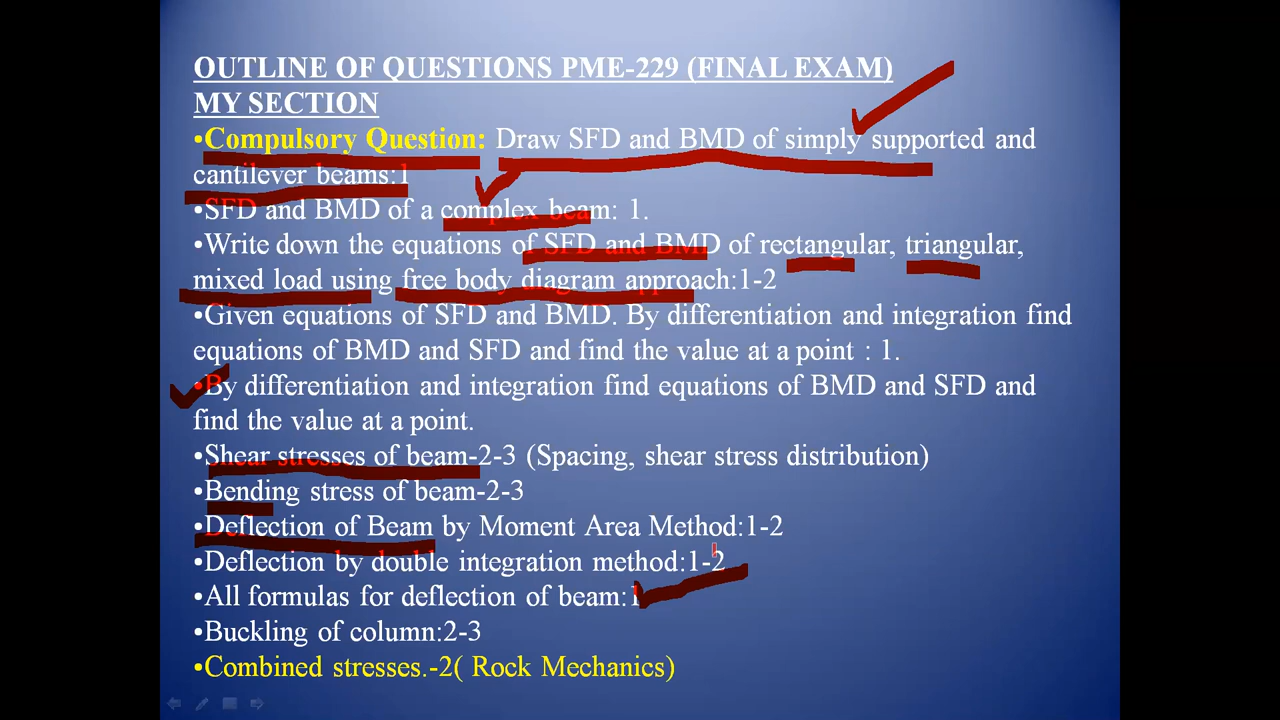 OUTLINE OF QUESTIONS PME-229 (FINAL EXAM)
MY SECTION
•Compulsory Question: Draw SFD and BMD of simply supported and
cantilever beams:1
•SFD and BMD of a complex beam: 1.
•Write down the equations of SFD and BMD of rectangular, triangular,
mixed load using free body diagram approach:1-2
•Given equations of SFD and BMD. By differentiation and integration find
equations of BMD and SFD and find the value at a point : 1.
•By differentiation and integration find equations of BMD and SFD and
find the value at a point.
•Shear stresses of beam-2-3 (Spacing, shear stress distribution)
•Bending stress of beam-2-3
•Deflection of Beam by Moment Area Method:1-2
•Deflection by double integration method:1-2
•All formulas for deflection of beam:1
•Buckling of column:2-3
•Combined stresses.-2( Rock Mechanics)